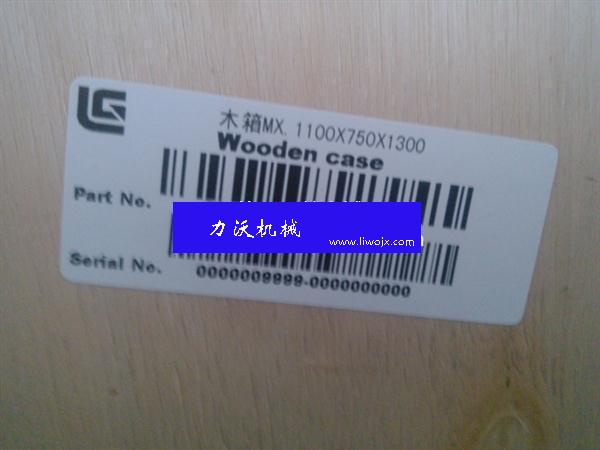 LG
木箱MX. 1100X750X1300
Wooden case
Part No.
力沃机械
www.liwojx.com
Serial No.
0000009999-0000000000